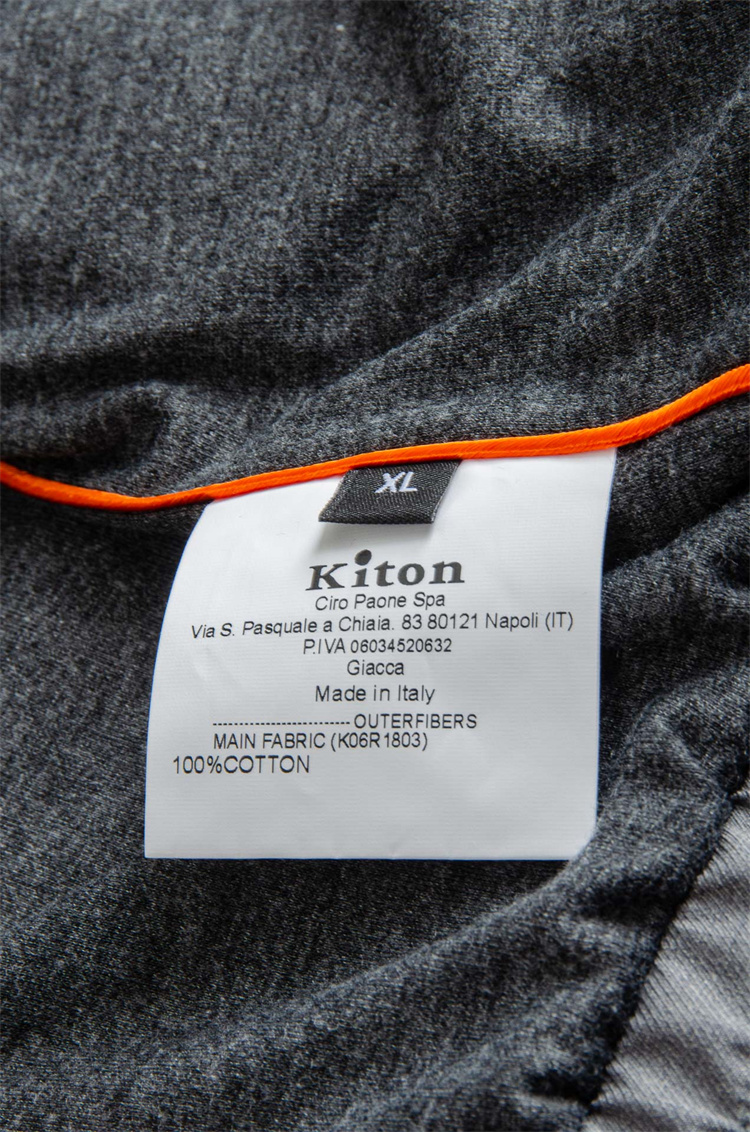 XL
Kiton
Ciro Paone Spa
Via S. Pasquale a Chiaia. 83 80121 Napoli (IT)
P.IVA 06034520632
Giacca
Made in Italy
-------------------------- OUTERFIBERS
MAIN FABRIC (K06R1803)
100%COTTON